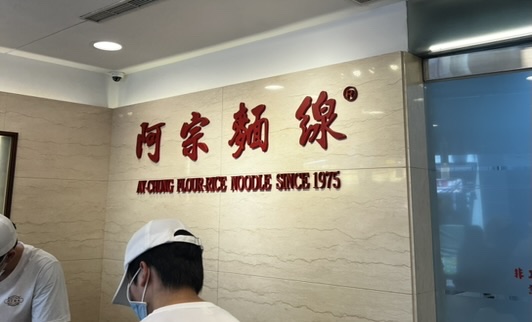 阿宗麵線®
AY-CHUNG FLOUR-RICE NOODLE SINCE 1975